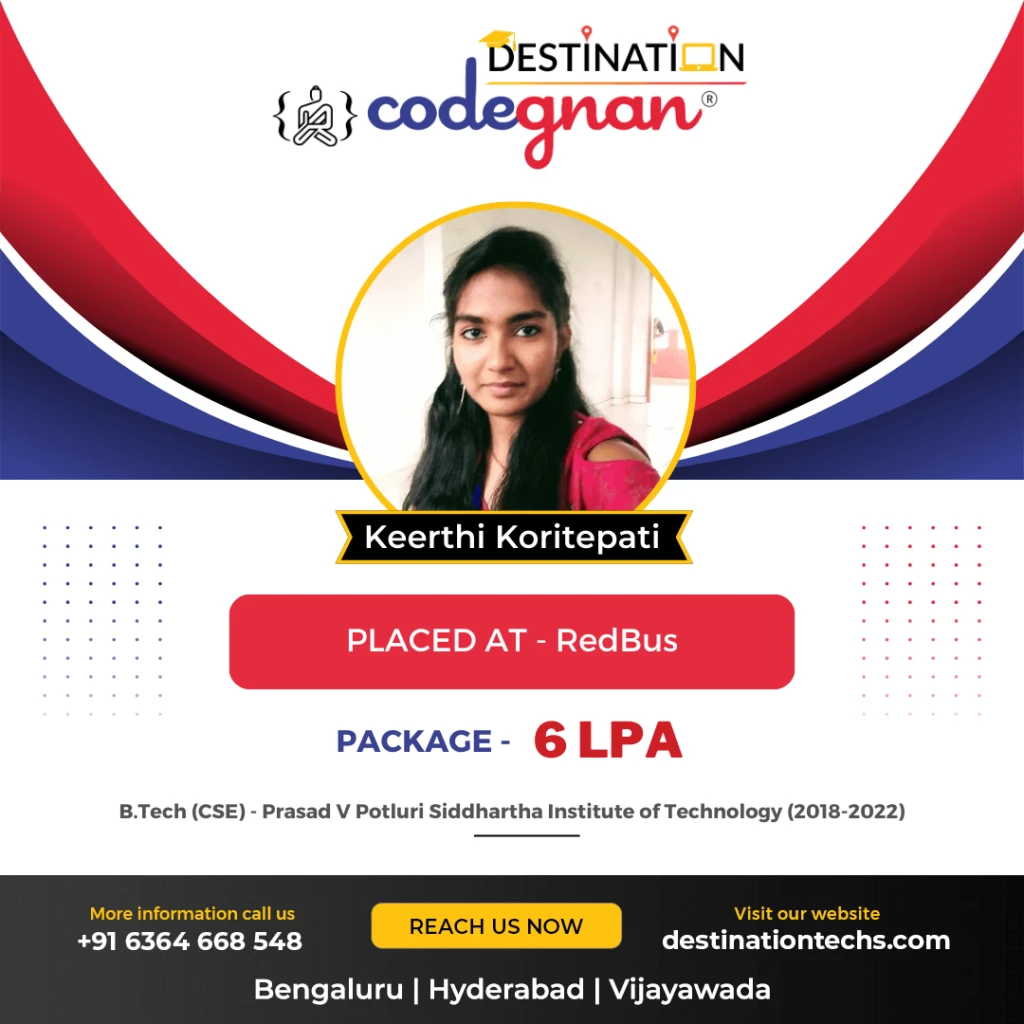 DESTINATION
codegnan®
Keerthi Koritepati
PLACED AT - RedBus
PACKAGE - 6 LPA
B.Tech (CSE) - Prasad V Potluri Siddhartha Institute of Technology (2018-2022)
More information call us
+91 6364 668 548
REACH US NOW
Visit our website
destinationtechs.com
Bengaluru | Hyderabad | Vijayawada